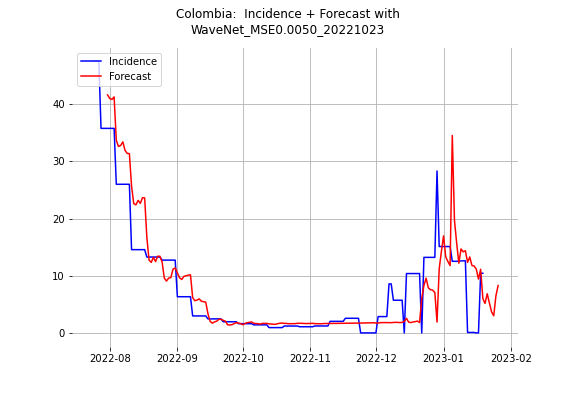 Colombia:  Incidence + Forecast with
WaveNet_MSE0.0050_20221023
Incidence
Forecast
40
30
20
10
0
2022-08 2022-09 2022-10 2022-11 2022-12 2023-01 2023-02